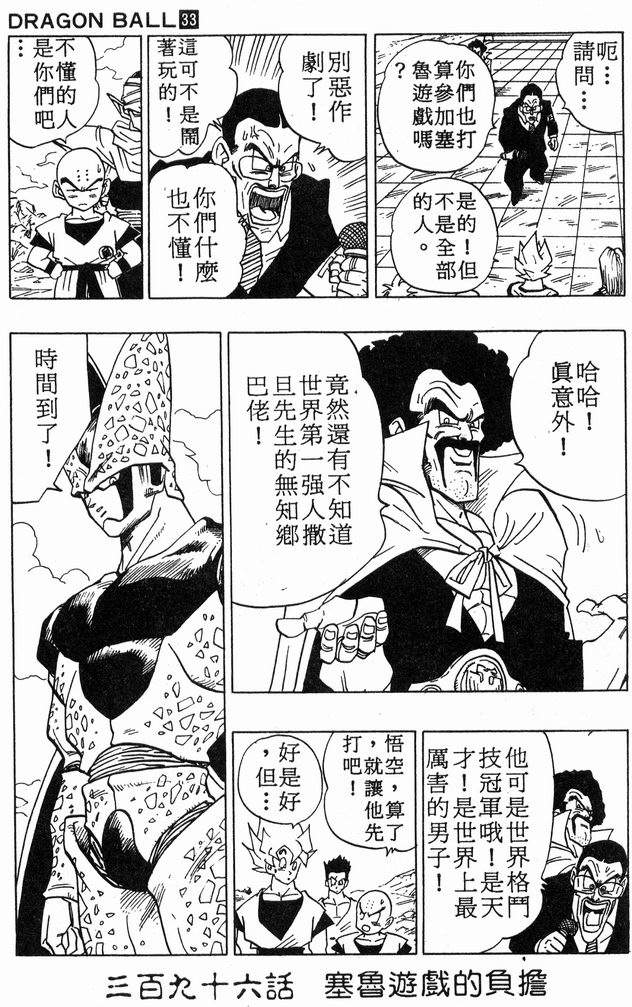 DRAGON BALL 33
呃…
請問…
你們也打
算參加塞
魯遊戲嗎
？
是的！但
不是全部
的人。
別惡作
劇了！
這可不是鬧
著玩的！
你們什麼
也不懂！
不懂的人
是你們吧
…
哈哈！
真意外！
竟然還有不知道
世界第一强人撒
旦先生的無知鄉
巴佬！
時間到了！
他可是世界格鬥
技冠軍哦！是天
才！是世界上最
厲害的男子！
悟空，算了
，就讓他先
打吧！
好是好
，但…
三百九十六話 塞魯遊戲的負擔